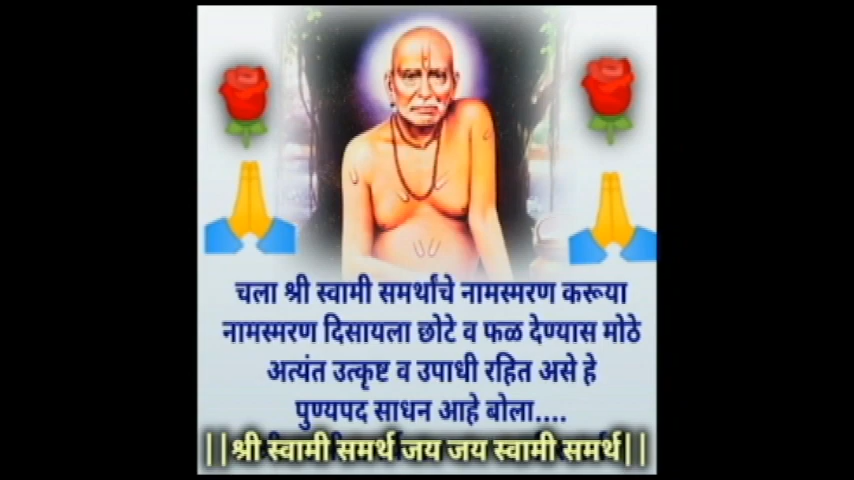 चला श्री स्वामी समर्थांचे नामस्मरण करूया
नामस्मरण दिसायला छोटे व फळ देण्यास मोठे
अत्यंत उत्कृष्ट व उपाधी रहित असे हे
पुण्यपद साधन आहे बोला....
||श्री स्वामी समर्थ जय जय स्वामी समर्थ||